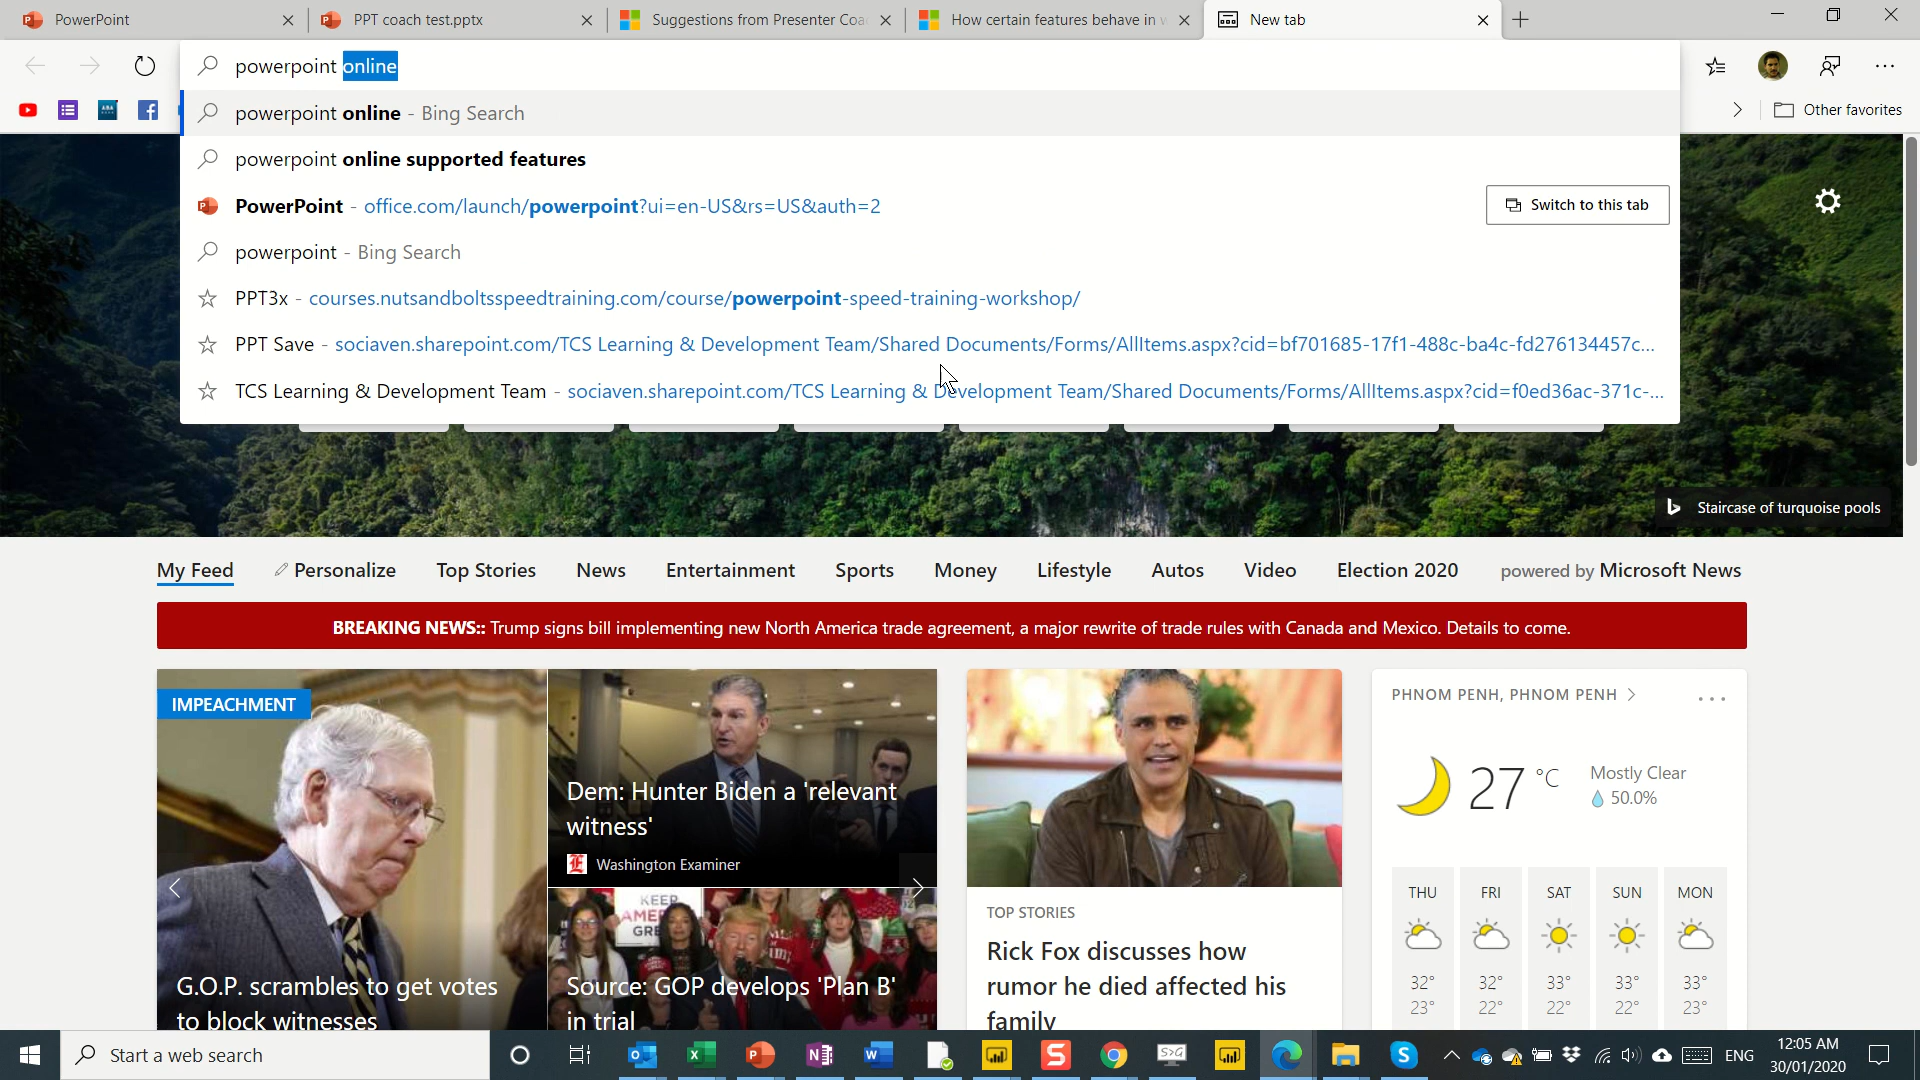 PowerPoint
PPT coach test.pptx
Suggestions from Presenter Coa
How certain features behave in
New tab
powerpoint online
powerpoint online - Bing Search
powerpoint online supported features
PowerPoint - office.com/launch/powerpoint?ui=en-US&rs=US&auth=2
Switch to this tab
powerpoint - Bing Search
PPT3x - courses.nutsandboltsspeedtraining.com/course/powerpoint-speed-training-workshop/
PPT Save - sociaven.sharepoint.com/TCS Learning & Development Team/Shared Documents/Forms/AllItems.aspx?cid=bf701685-17f1-488c-ba4c-fd276134457c...
TCS Learning & Development Team - sociaven.sharepoint.com/TCS Learning & Development Team/Shared Documents/Forms/AllItems.aspx?cid=f0ed36ac-371c-...
Other favorites
Staircase of turquoise pools
My Feed
Personalize
Top Stories
News
Entertainment
Sports
Money
Lifestyle
Autos
Video
Election 2020
powered by Microsoft News
BREAKING NEWS:: Trump signs bill implementing new North America trade agreement, a major rewrite of trade rules with Canada and Mexico. Details to come.
IMPEACHMENT
G.O.P. scrambles to get votes
to block witnesses
Dem: Hunter Biden a 'relevant
witness'
Washington Examiner
KEEP
AME
GRE
Source: GOP develops 'Plan B'
in trial
TOP STORIES
Rick Fox discusses how
rumor he died affected his
family
PHNOM PENH, PHNOM PENH
27 °C
Mostly Clear
50.0%
THU
FRI
SAT
SUN
MON
32°
32°
33°
33°
33°
23°
22°
22°
22°
23°
Start a web search
ENG
12:05 AM
30/01/2020